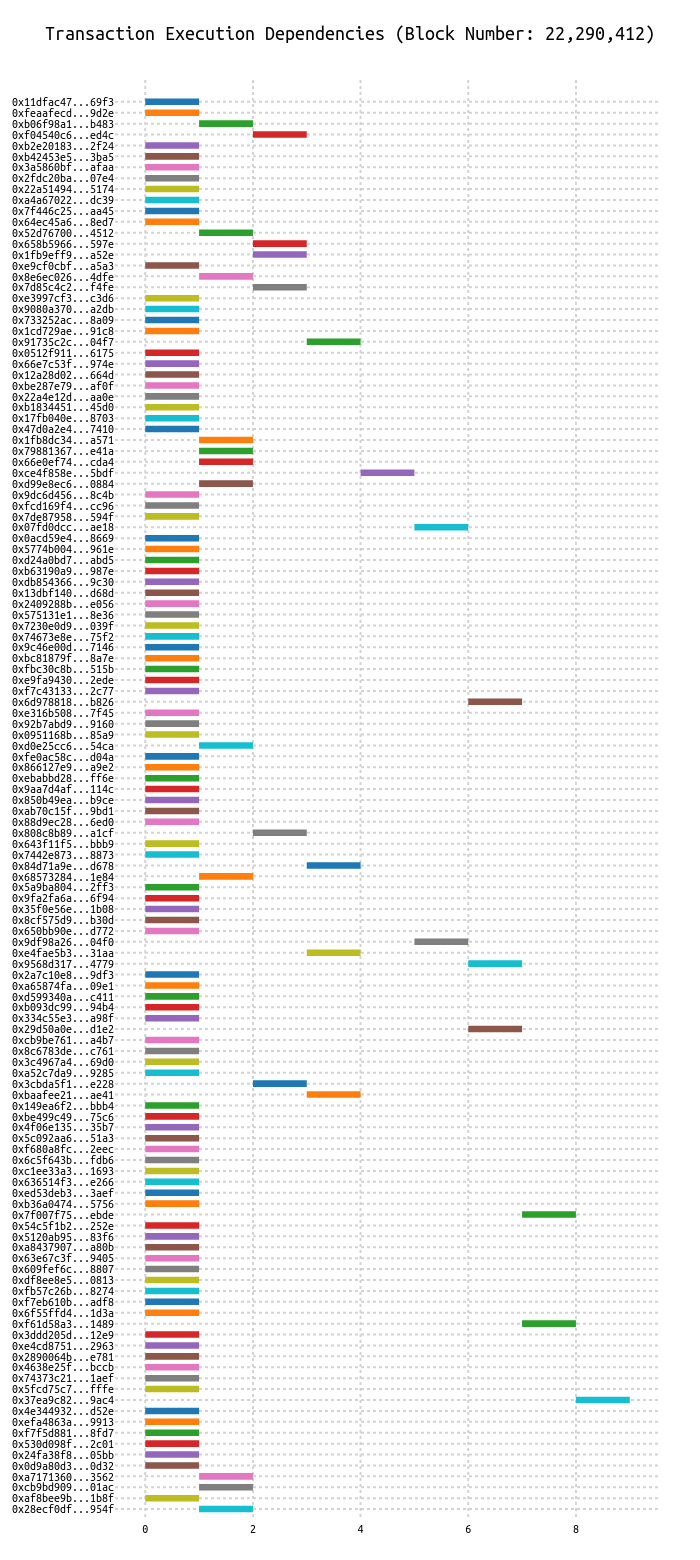 Transaction Execution Dependencies (Block Number: 22,290,412)
0x11dfac47...69f3
0xfeaafecd...9d2e
0xb06f98a1...b483
0xf04540c6...ed4c
0xb2e20183...2f24
0xb42453e5...3ba5
0x3a5860bf...afaa
0x2fdc20ba...07e4
0x22a51494...5174
0xa4a67022...dc39
0x7f446c25...aa45
0x64ec45a6...8ed7
0x52d76700...4512
0x658b5966...597e
0x1fb9eff9...a52e
0xe9cf0cbf...a5a3
0x8e6ec026...4dfe
0x7d85c4c2...f4fe
0xe3997cf3...c3d6
0x9080a370...a2db
0x733252ac...8a09
0x1cd729ae...91c8
0x91735c2c...04f7
0x0512f911...6175
0x66e7c53f...974e
0x12a28d02...664d
0xbe287e79...af0f
0x22a4e12d...aa0e
0xb1834451...45d0
0x17fb040e...8703
0x47d0a2e4...7410
0x1fb8dc34...a571
0x79881367...e41a
0x66e0ef74...cda4
0xce4f858e...5bdf
0xd99e8ec6...0884
0x9dc6d456...8c4b
0xfcd169f4...cc96
0x7de87958...594f
0x07fd0dcc...ae18
0x0acd59e4...8669
0x5774b004...961e
0xd24a0bd7...abd5
0xb63190a9...987e
0xdb854366...9c30
0x13dbf140...d68d
0x2409288b...e056
0x575131e1...8e36
0x7230e0d9...039f
0x74673e8e...75f2
0x9c46e00d...7146
0xbc81879f...8a7e
0xfbc30c8b...515b
0xe9fa9430...2ede
0xf7c43133...2c77
0x6d978818...b826
0xe316b508...7f45
0x92b7abd9...9160
0x0951168b...85a9
0xd0e25cc6...54ca
0xfe0ac58c...d04a
0x866127e9...a9e2
0xebabbd28...ff6e
0x9aa7d4af...114c
0x850b49ea...b9ce
0xab70c15f...9bd1
0x88d9ec28...6ed0
0x808c8b89...a1cf
0x643f11f5...bbb9
0x7442e873...8873
0x84d71a9e...d678
0x68573284...1e84
0x5a9ba804...2ff3
0x9fa2fa6a...6f94
0x35f0e56e...1b08
0x8cf575d9...b30d
0x650bb90e...d772
0x9df98a26...04f0
0xe4fae5b3...31aa
0x9568d317...4779
0x2a7c10e8...9df3
0xa65874fa...09e1
0xd599340a...c411
0xb093dc99...94b4
0x334c55e3...a98f
0x29d50a0e...d1e2
0xcb9be761...a4b7
0x8c6783de...c761
0x3c4967a4...69d0
0xa52c7da9...9285
0x3cbda5f1...e228
0xbaafee21...ae41
0x149ea6f2...bbb4
0xbe499c49...75c6
0x4f06e135...35b7
0x5c092aa6...51a3
0xf680a8fc...2eec
0x6c5f643b...fdb6
0xc1ee33a3...1693
0x636514f3...e266
0xed53deb3...3aef
0xb36a0474...5756
0x7f007f75...ebde
0x54c5f1b2...252e
0x5120ab95...83f6
0xa8437907...a80b
0x63e67c3f...9405
0x609fef6c...8807
0xdf8ee8e5...0813
0xfb57c26b...8274
0xf7eb610b...adf8
0x6f55ffd4...1d3a
0xf61d58a3...1489
0x3ddd205d...12e9
0xe4cd8751...2963
0x2890064b...e781
0x4638e25f...bccb
0x74373c21...1aef
0x5fcd75c7...fffe
0x37ea9c82...9ac4
0x4e344932...d52e
0xefa4863a...9913
0xf7f5d881...8fd7
0x530d098f...2c01
0x24fa38f8...05bb
0x0d9a80d3...0d32
0xa7171360...3562
0xcb9bd909...01ac
0xaf8bee9b...1b8f
0x28ecf0df...954f
0 2 4 6 8